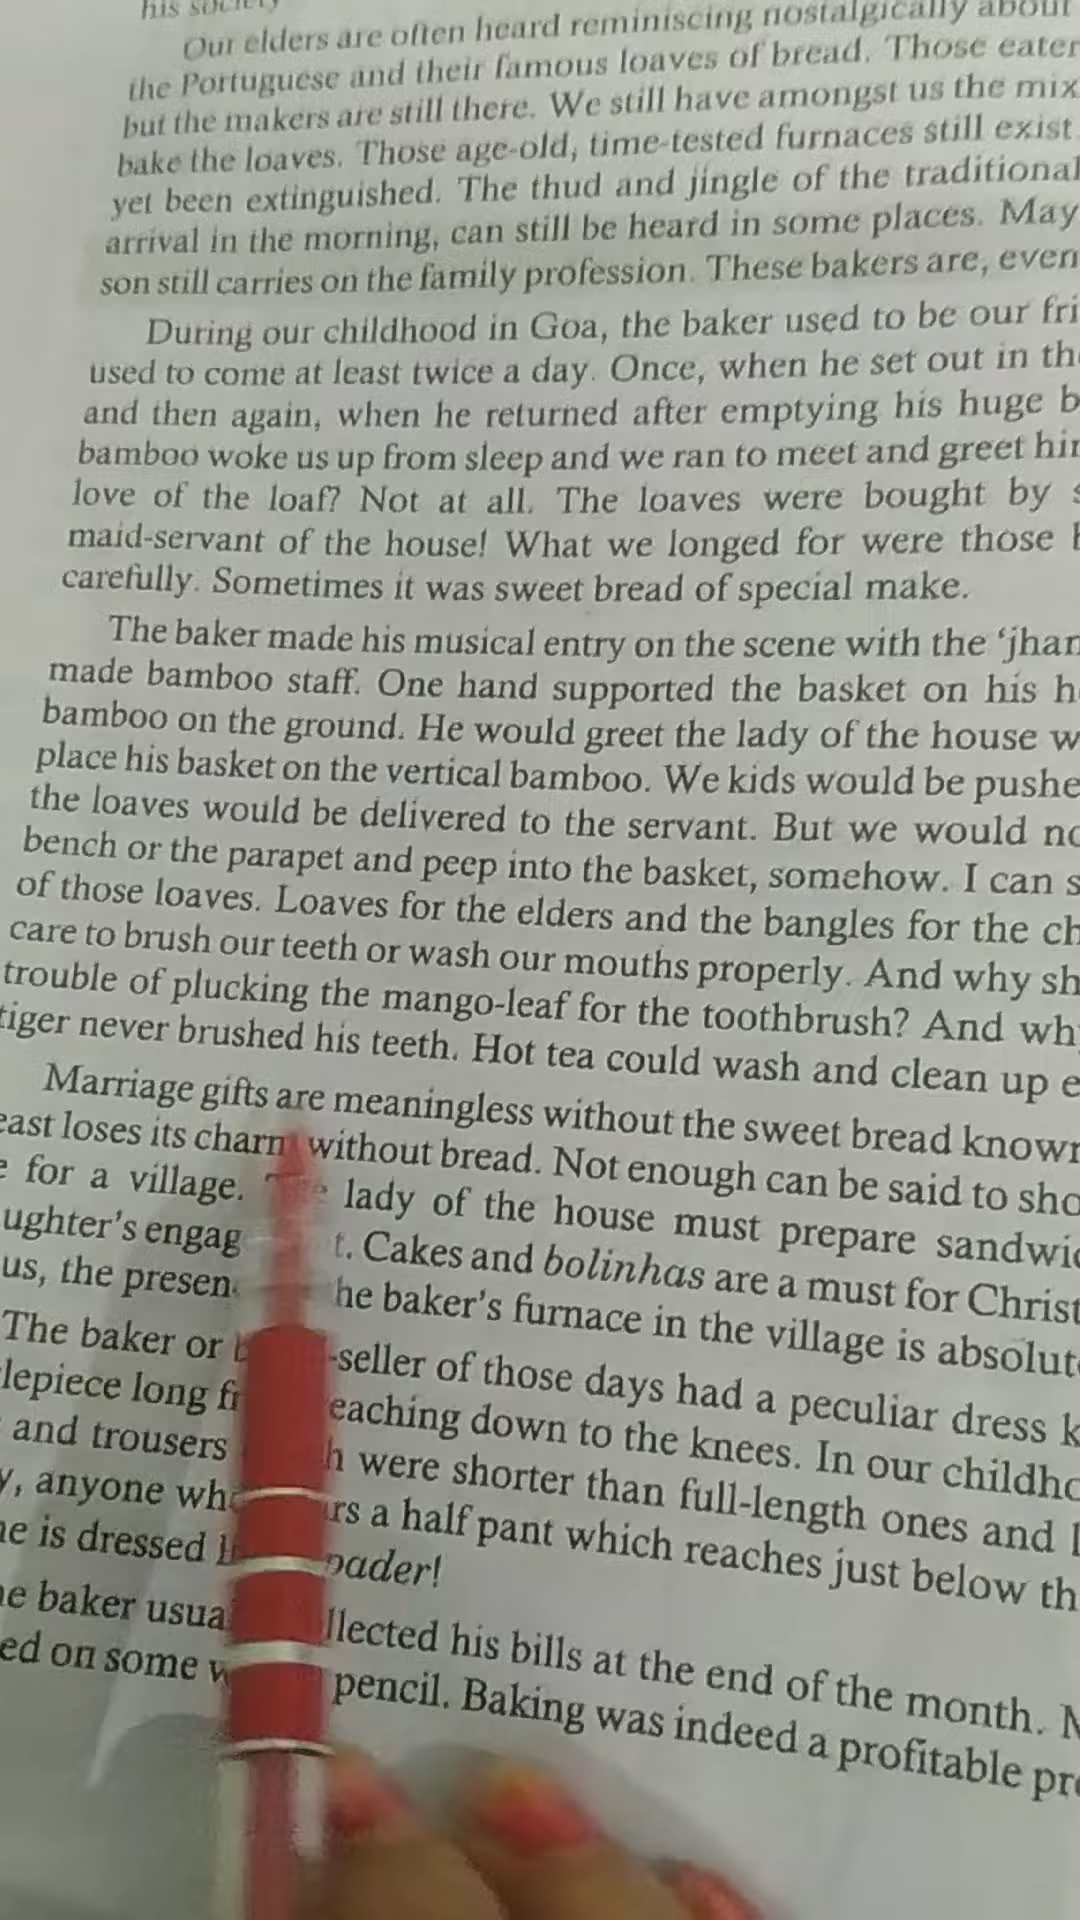 his society
Our elders are often heard reminiscing nostalgically about
the Portuguese and their famous loaves of bread. Those eater
but the makers are still there. We still have amongst us the mix
bake the loaves. Those age-old, time-tested furnaces still exist
yet been extinguished. The thud and jingle of the traditional
arrival in the morning, can still be heard in some places. May
son still carries on the family profession. These bakers are, even
During our childhood in Goa, the baker used to be our fri
used to come at least twice a day. Once, when he set out in the
and then again, when he returned after emptying his huge b
bamboo woke us up from sleep and we ran to meet and greet him
love of the loaf? Not at all. The loaves were bought by s
maid-servant of the house! What we longed for were those b
carefully. Sometimes it was sweet bread of special make.
The baker made his musical entry on the scene with the ‘jhan
made bamboo staff. One hand supported the basket on his h
bamboo on the ground. He would greet the lady of the house w
place his basket on the vertical bamboo. We kids would be pushe
the loaves would be delivered to the servant. But we would no
bench or the parapet and peep into the basket, somehow. I can s
of those loaves. Loaves for the elders and the bangles for the ch
care to brush our teeth or wash our mouths properly. And why sh
trouble of plucking the mango-leaf for the toothbrush? And why
tiger never brushed his teeth. Hot tea could wash and clean up e
Marriage gifts are meaningless without the sweet bread known
east loses its charm without bread. Not enough can be said to sho
e for a village. lady of the house must prepare sandwic
ughter’s engag t. Cakes and bolinhas are a must for Christ
us, the presen he baker’s furnace in the village is absolute
The baker or b -seller of those days had a peculiar dress k
lepiece long fr eaching down to the knees. In our childho
and trousers h were shorter than full-length ones and l
y, anyone who rs a half pant which reaches just below th
he is dressed pader!
he baker usua llected his bills at the end of the month. M
ed on some w pencil. Baking was indeed a profitable pro